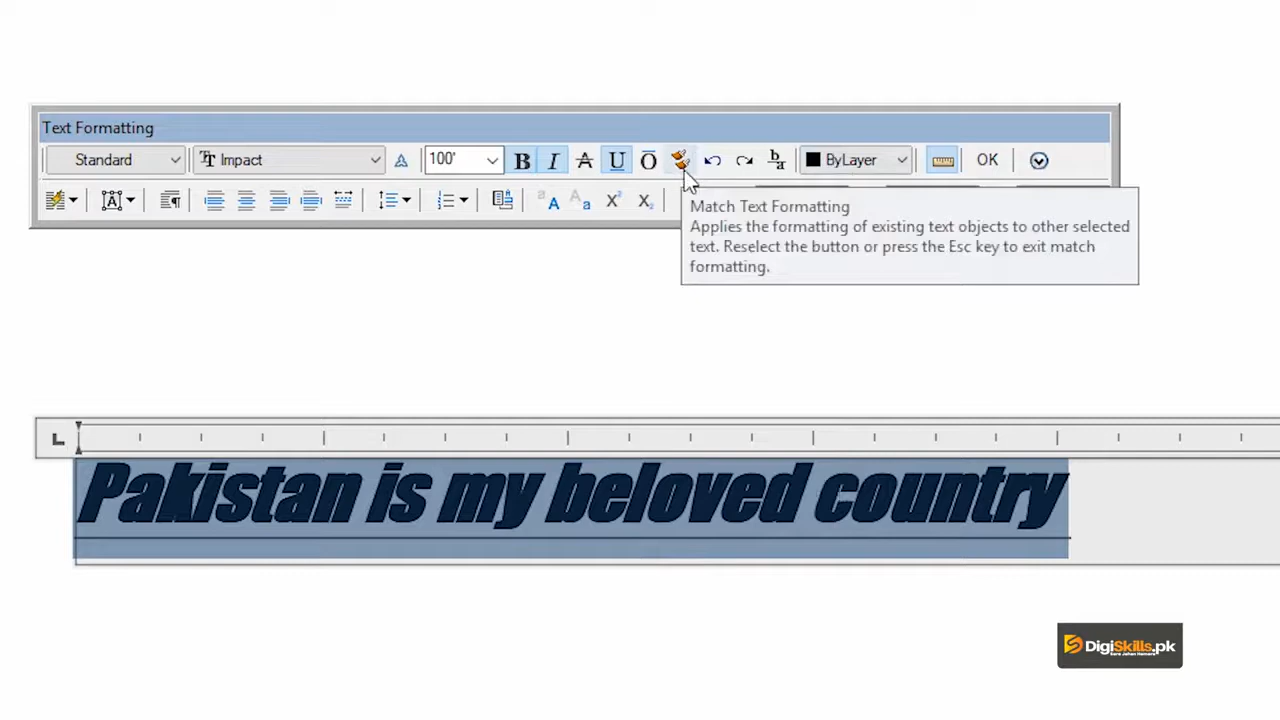 Text Formatting
Standard Impact 100' B I A U O b/a ByLayer OK
Match Text Formatting
Applies the formatting of existing text objects to other selected
text. Reselect the button or press the Esc key to exit match
formatting.
Pakistan is my beloved country
DigiSkills.pk